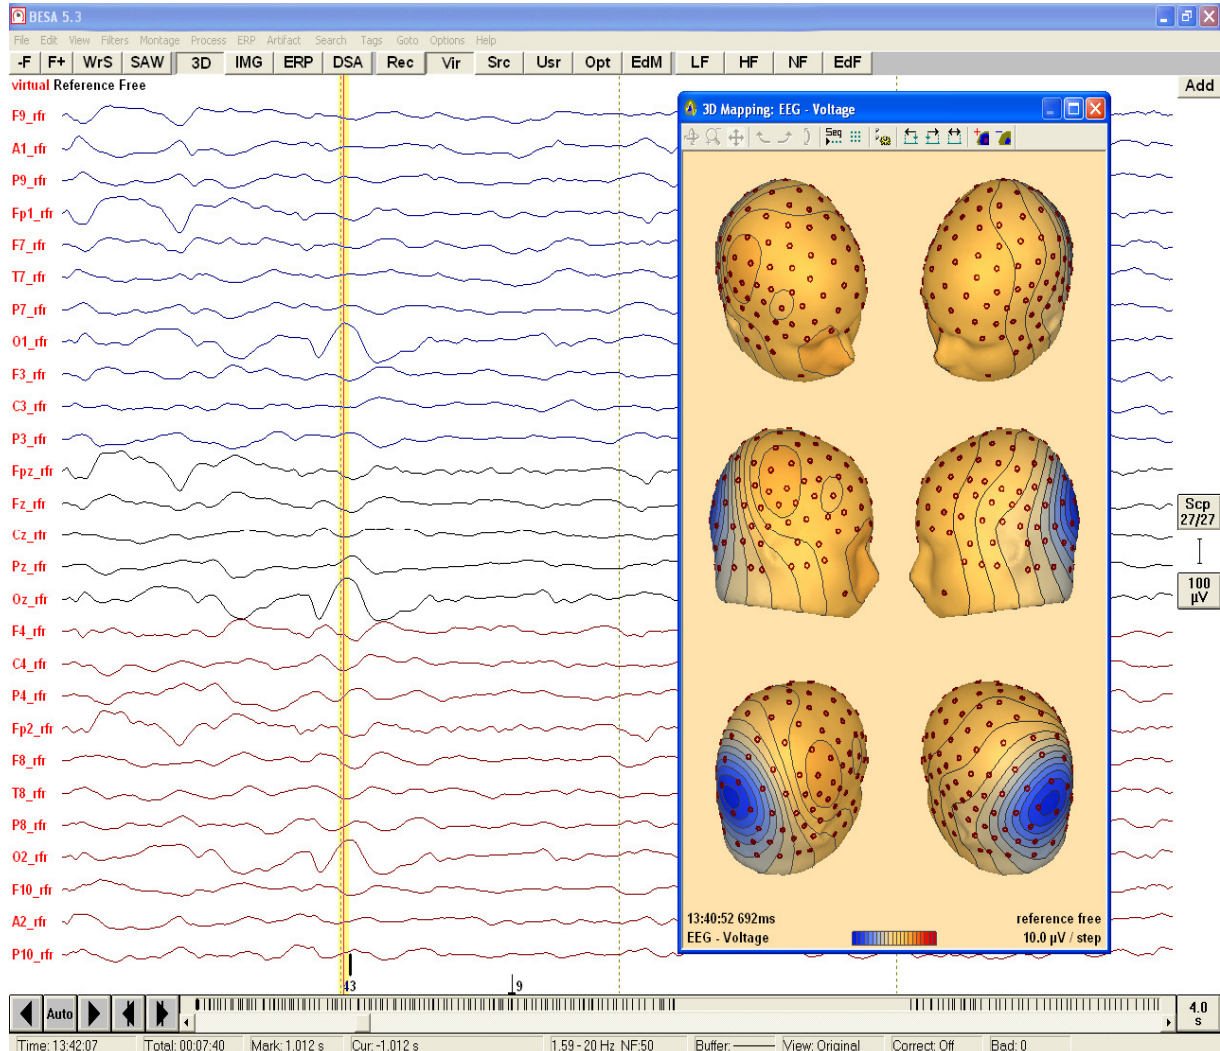 BESA 5.3
File Edit View Filters Montage Process ERP Artifact Search Tags Goto Options Help
-F F+ WrS SAW 3D IMG ERP DSA Rec Vir Src Usr Opt EdM LF HF NF EdF
virtual Reference Free
Add
F9_rfr
A1_rfr
P9_rfr
Fp1_rfr
F7_rfr
T7_rfr
P7_rfr
O1_rfr
F3_rfr
C3_rfr
P3_rfr
Fpz_rfr
Fz_rfr
Cz_rfr
Pz_rfr
Oz_rfr
F4_rfr
C4_rfr
P4_rfr
Fp2_rfr
F8_rfr
T8_rfr
P8_rfr
O2_rfr
F10_rfr
A2_rfr
P10_rfr
3D Mapping: EEG - Voltage
Seq
13:40:52 692ms
reference free
EEG - Voltage
10.0 µV / step
Scp
27/27
100
µV
43
9
Auto
4.0
s
Time: 13:42:07 Total: 00:07:40 Mark: 1.012 s Cur: -1.012 s 1.59 - 20 Hz NF:50 Buffer: View: Original Correct: Off Bad: 0